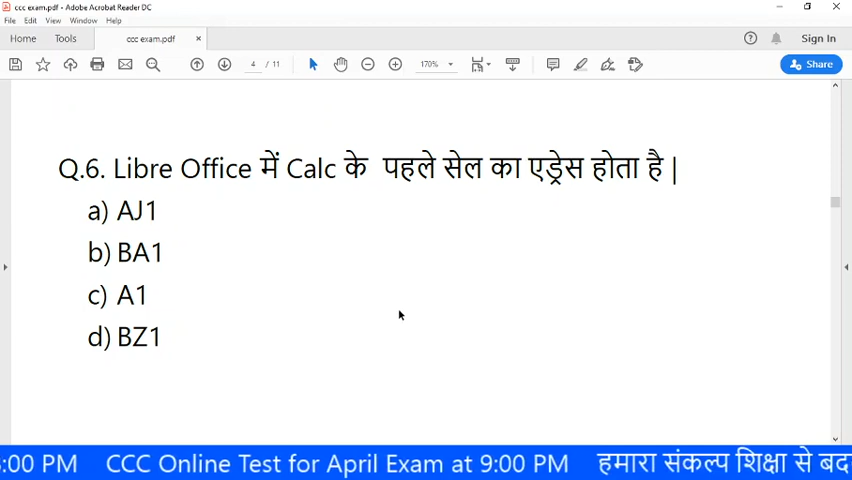 ccc exam.pdf - Adobe Acrobat Reader DC
File Edit View Window Help
Home Tools ccc exam.pdf × Sign In
4 / 11 170% Share
Q.6. Libre Office में Calc के पहले सेल का एड्रेस होता है |
a) AJ1
b) BA1
c) A1
d) BZ1
:00 PM CCC Online Test for April Exam at 9:00 PM हमारा संकल्प शिक्षा से बद